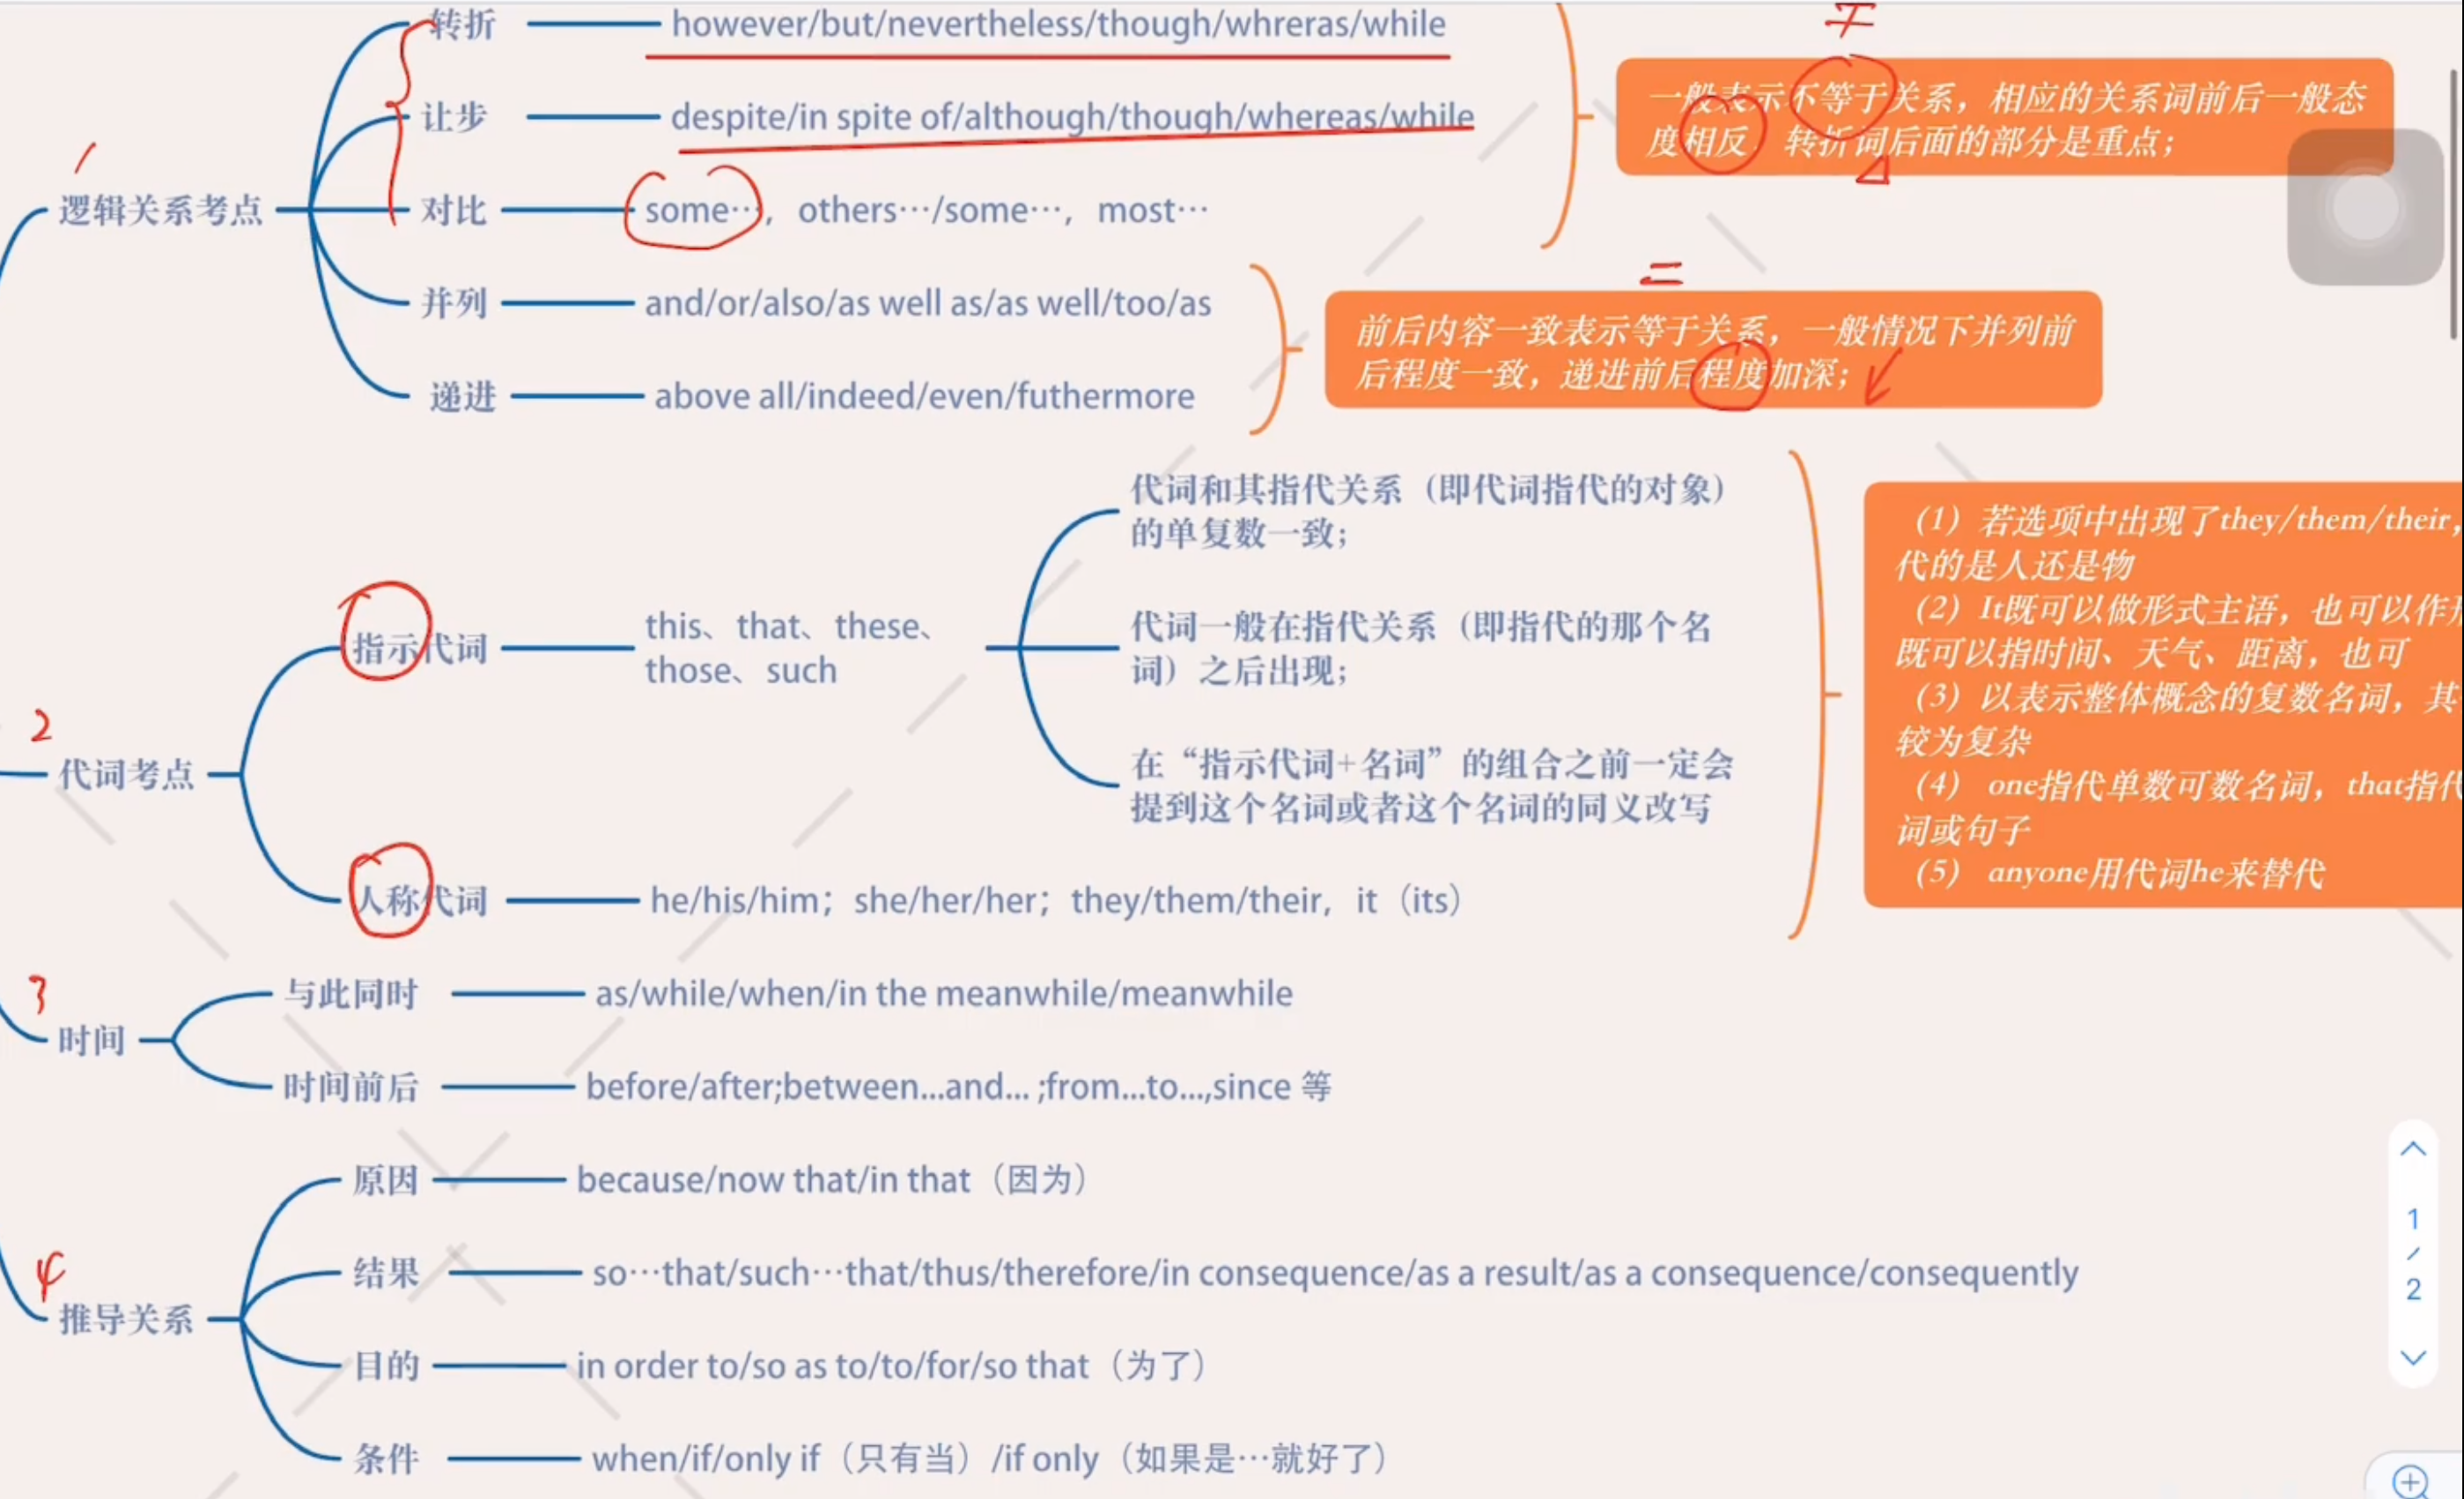 转折 however/but/nevertheless/though/whreras/while
让步 despite/in spite of/although/though/whereas/while
一般表示不等于关系，相应的关系词前后一般态
度相反，转折词后面的部分是重点；
≠
1
逻辑关系考点
对比 some…，others…/some…，most…
并列 and/or/also/as well as/as well/too/as
递进 above all/indeed/even/futhermore
=
前后内容一致表示等于关系，一般情况下并列前
后程度一致，递进前后程度加深；
2
代词考点
指示代词 this、that、these、
those、such
代词和其指代关系（即代词指代的对象）
的单复数一致；
代词一般在指代关系（即指代的那个名
词）之后出现；
在“指示代词+名词”的组合之前一定会
提到这个名词或者这个名词的同义改写
人称代词 he/his/him；she/her/her；they/them/their，it（its）
（1）若选项中出现了they/them/their，
代的是人还是物
（2）It既可以做形式主语，也可以作形
既可以指时间、天气、距离，也可
（3）以表示整体概念的复数名词，其
较为复杂
（4） one指代单数可数名词，that指代
词或句子
（5） anyone用代词he来替代
3
时间
与此同时 as/while/when/in the meanwhile/meanwhile
时间前后 before/after;between...and... ;from...to...,since 等
4
推导关系
原因 because/now that/in that（因为）
结果 so…that/such…that/thus/therefore/in consequence/as a result/as a consequence/consequently
目的 in order to/so as to/to/for/so that（为了）
条件 when/if/only if（只有当）/if only（如果是…就好了）
1
/
2